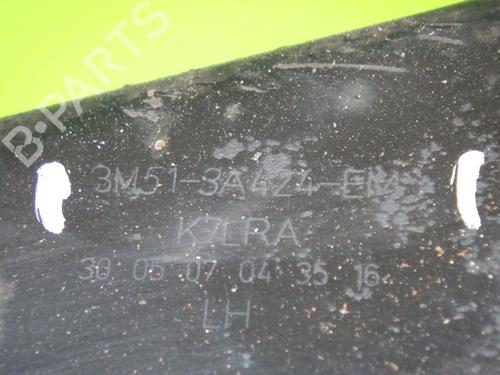 B-PARTS
3M51-3A424-EM
K7LRA
30 05 07 04 35 16
LH